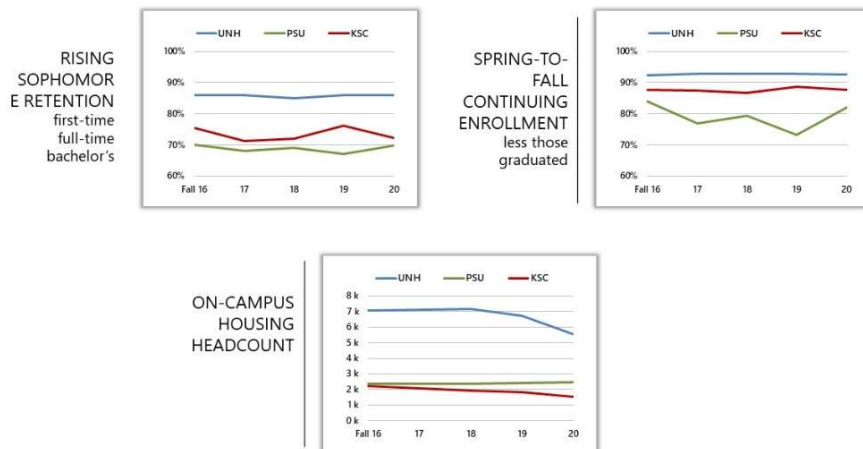 RISING
SOPHOMOR
E RETENTION
first-time
full-time
bachelor's
UNH PSU KSC
100%
90%
80%
70%
60%
Fall 16 17 18 19 20
SPRING-TO-
FALL
CONTINUING
ENROLLMENT
less those
graduated
UNH PSU KSC
100%
90%
80%
70%
60%
Fall 16 17 18 19 20
ON-CAMPUS
HOUSING
HEADCOUNT
UNH PSU KSC
8 k
7 k
6 k
5 k
4 k
3 k
2 k
1 k
0 k
Fall 16 17 18 19 20